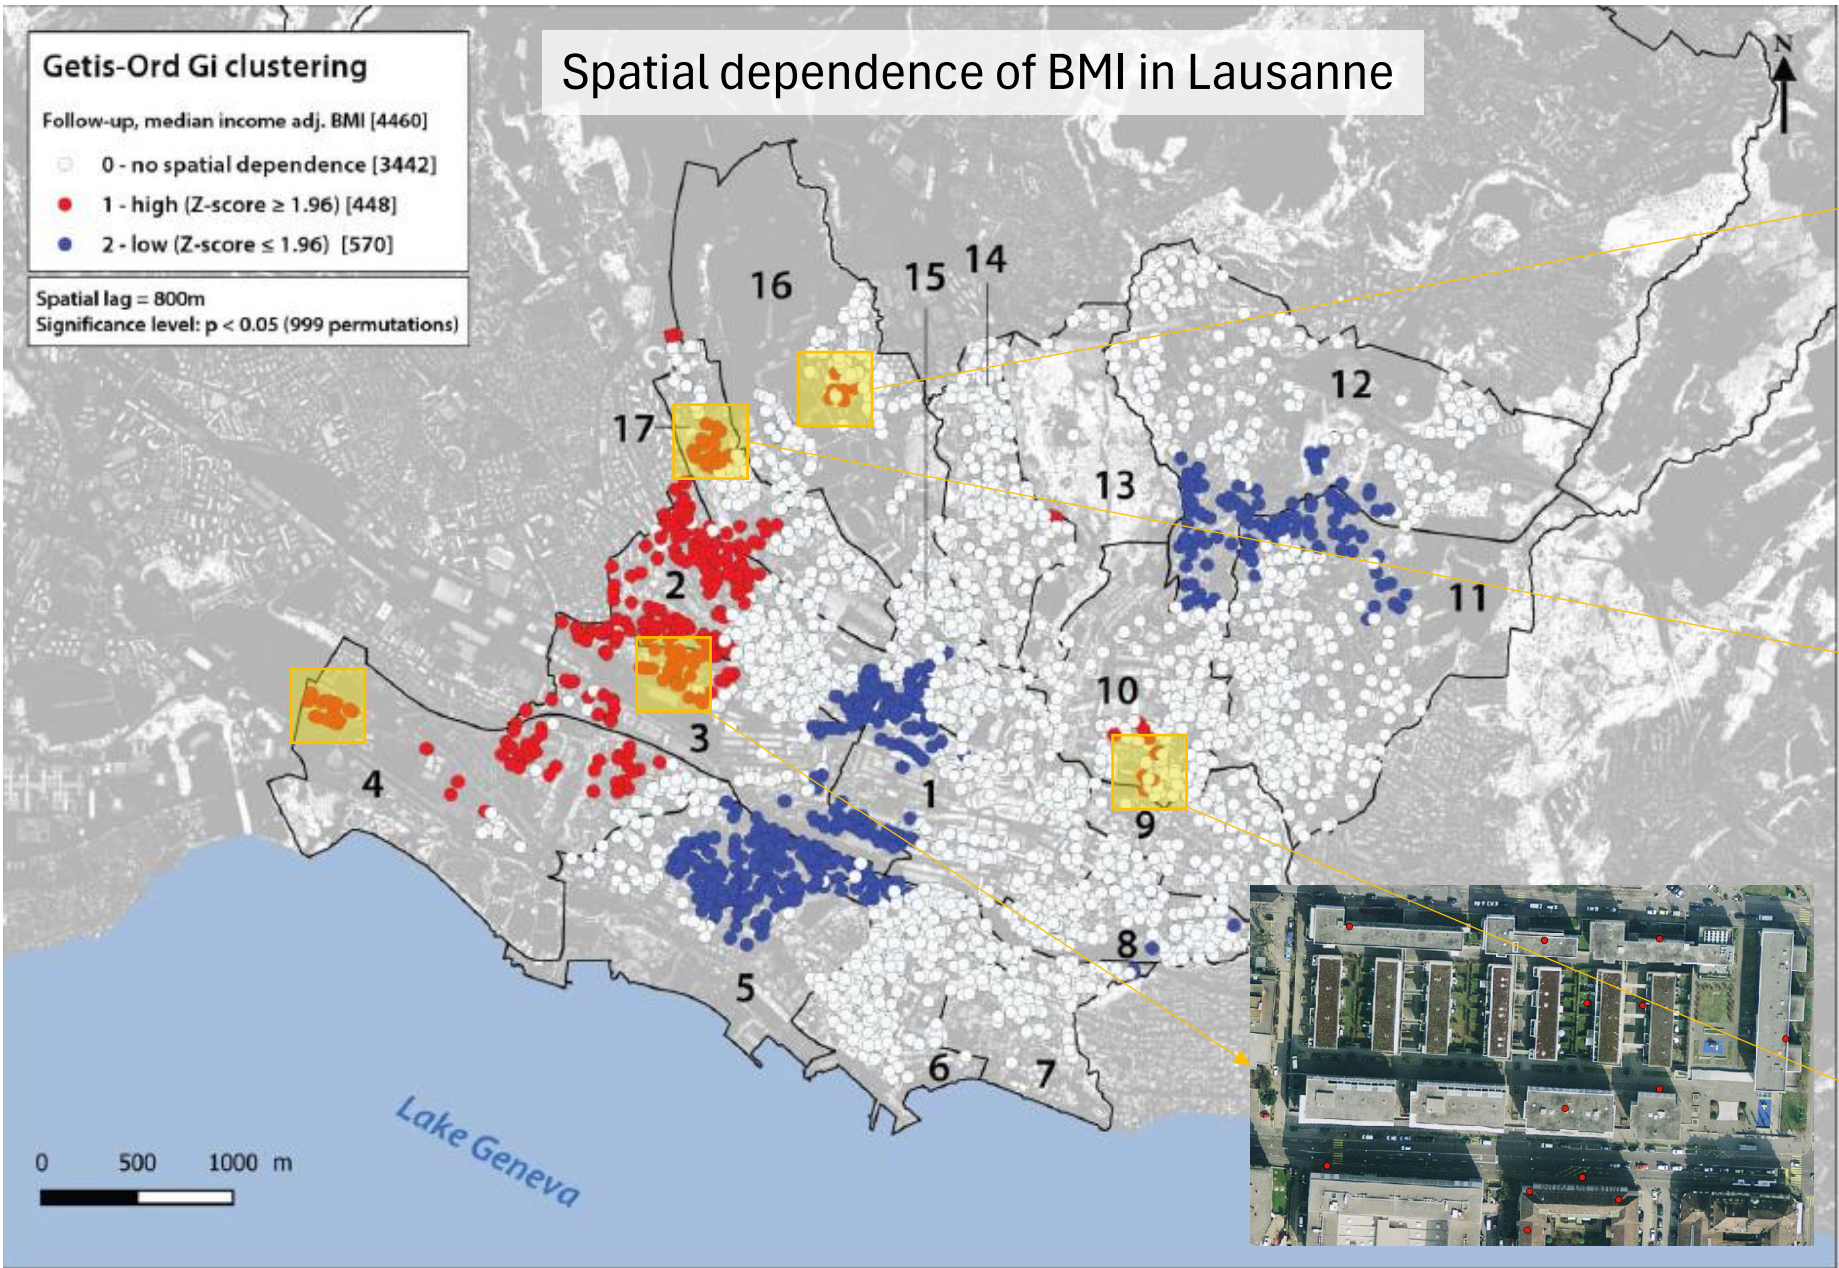 Spatial dependence of BMI in Lausanne
Getis-Ord Gi clustering
Follow-up, median income adj. BMI [4460]
0 - no spatial dependence [3442]
1 - high (Z-score ≥ 1.96) [448]
2 - low (Z-score ≤ 1.96) [570]
Spatial lag = 800m
Significance level: p < 0.05 (999 permutations)
N
16
15
14
12
17
13
2
11
10
3
4
1
9
8
5
6
7
Lake Geneva
0 500 1000 m